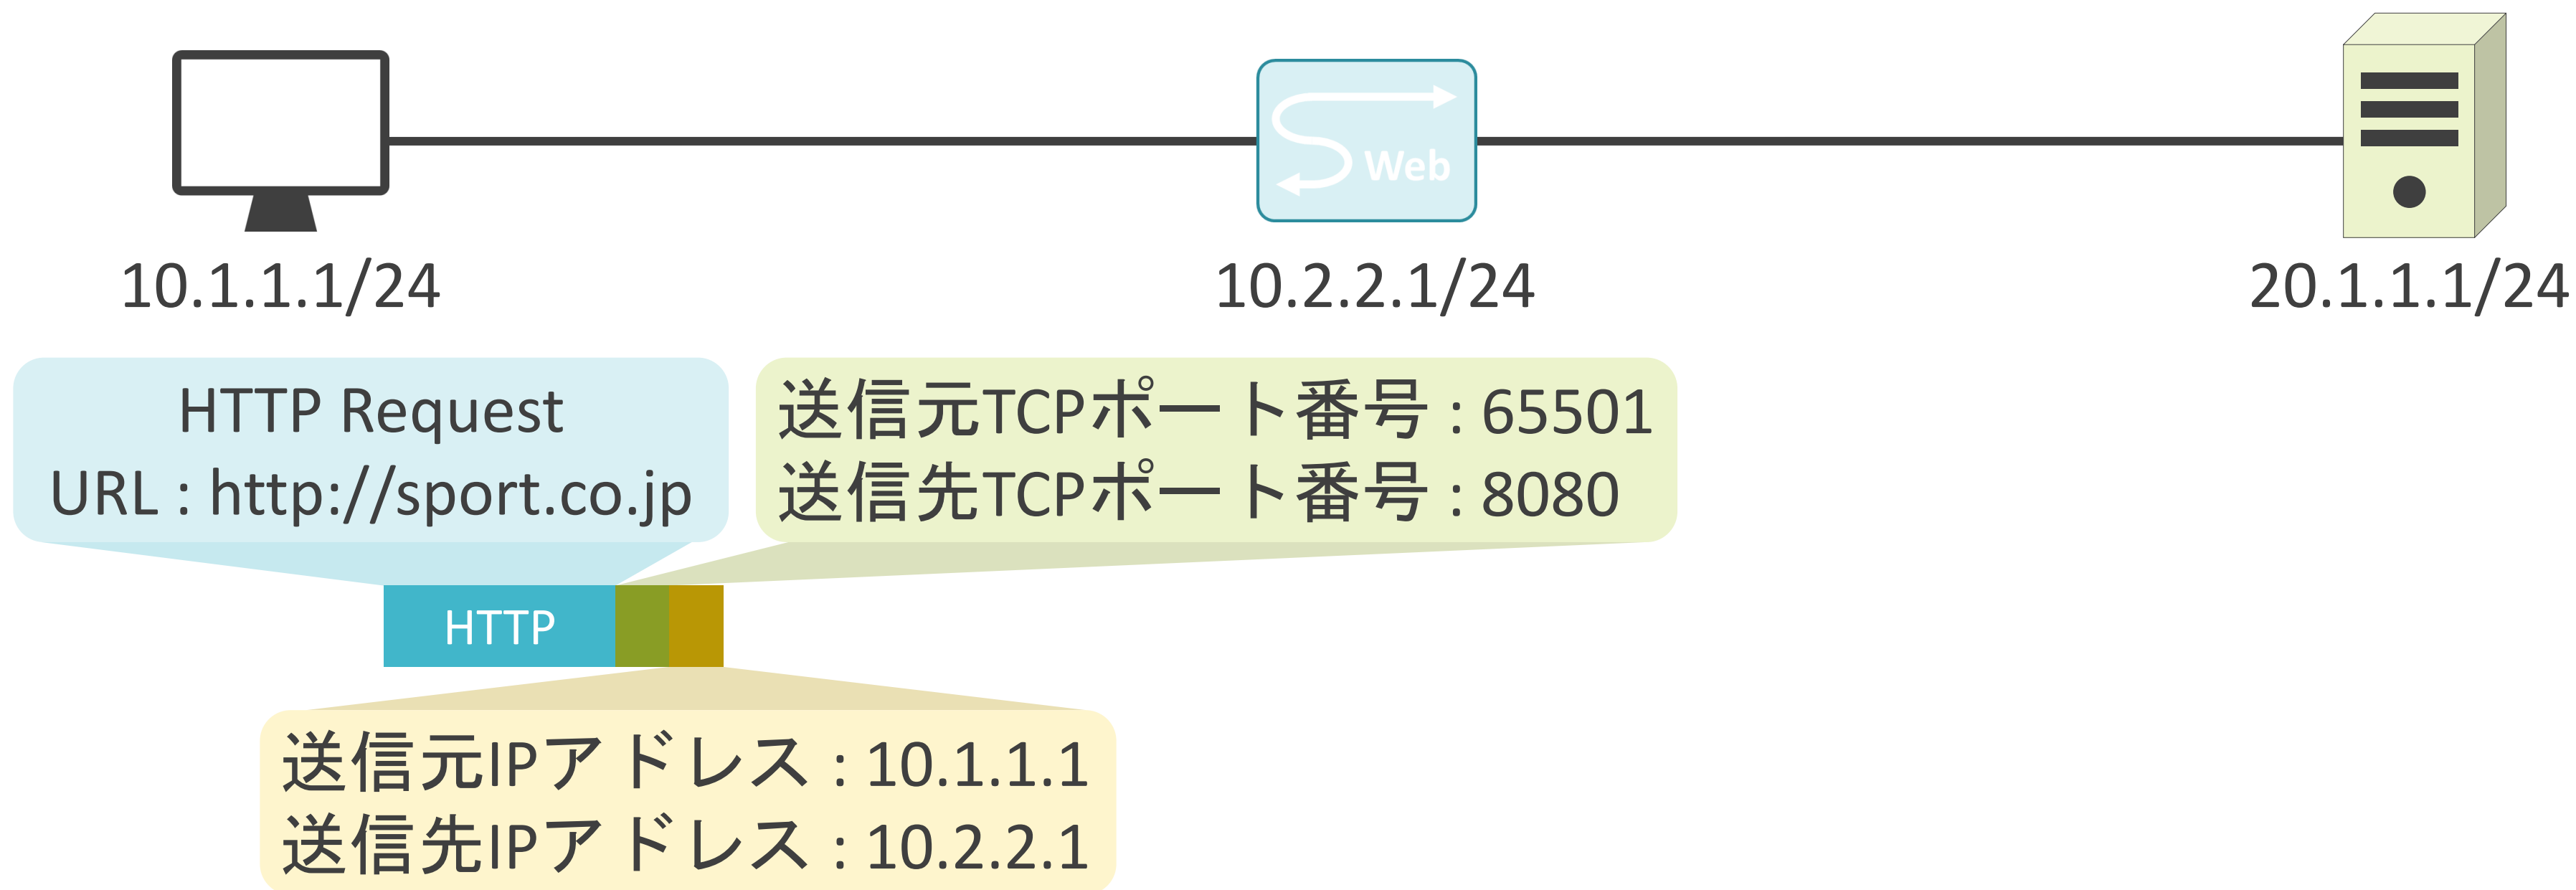 Web
10.1.1.1/24
10.2.2.1/24
20.1.1.1/24
HTTP Request
URL : http://sport.co.jp
送信元TCPポート番号 : 65501
送信先TCPポート番号 : 8080
HTTP
送信元IPアドレス : 10.1.1.1
送信先IPアドレス : 10.2.2.1